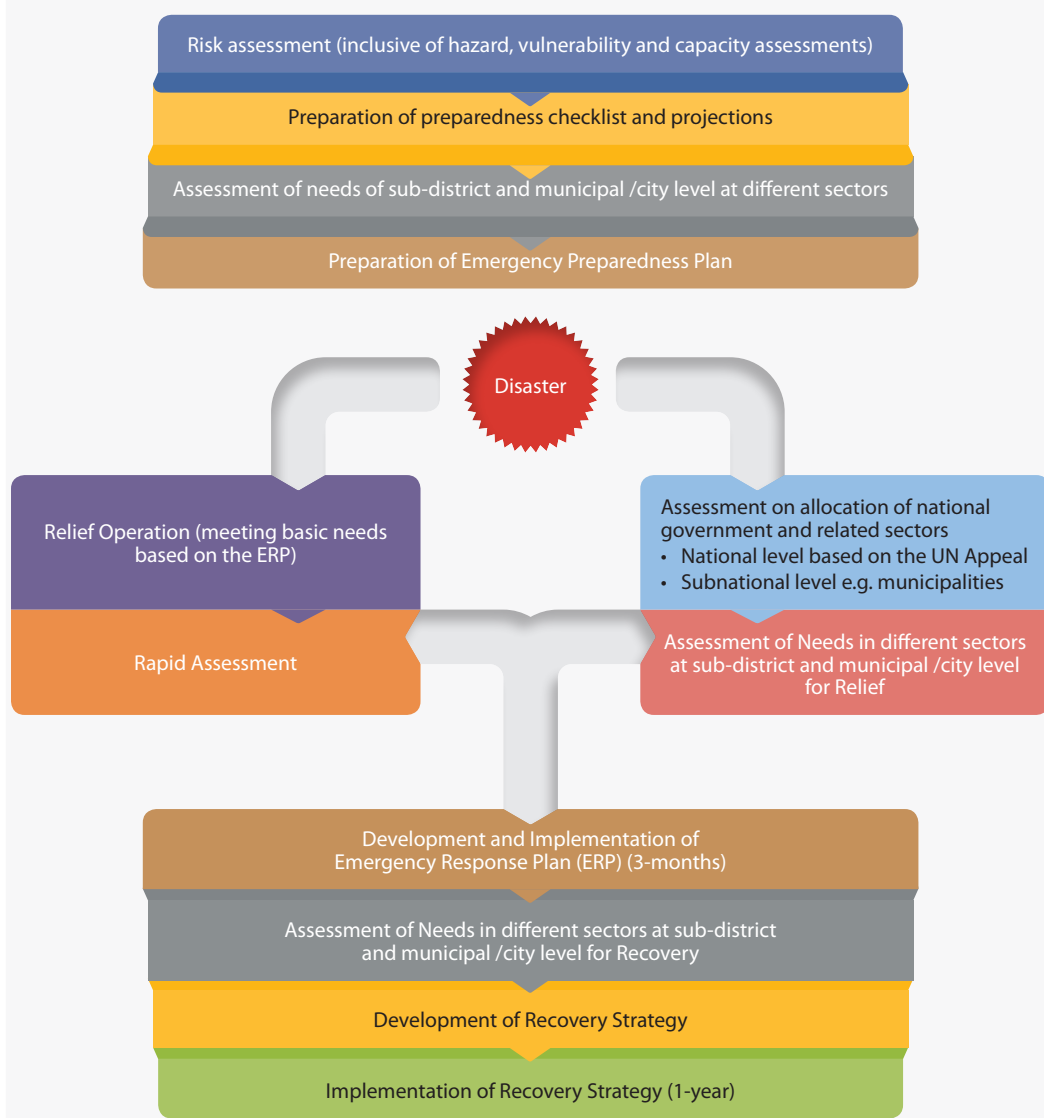 Risk assessment (inclusive of hazard, vulnerability and capacity assessments)
Preparation of preparedness checklist and projections
Assessment of needs of sub-district and municipal /city level at different sectors
Preparation of Emergency Preparedness Plan
Disaster
Relief Operation (meeting basic needs
based on the ERP)
Rapid Assessment
Assessment on allocation of national
government and related sectors
• National level based on the UN Appeal
• Subnational level e.g. municipalities
Assessment of Needs in different sectors
at sub-district and municipal /city level
for Relief
Development and Implementation of
Emergency Response Plan (ERP) (3-months)
Assessment of Needs in different sectors at sub-district
and municipal /city level for Recovery
Development of Recovery Strategy
Implementation of Recovery Strategy (1-year)